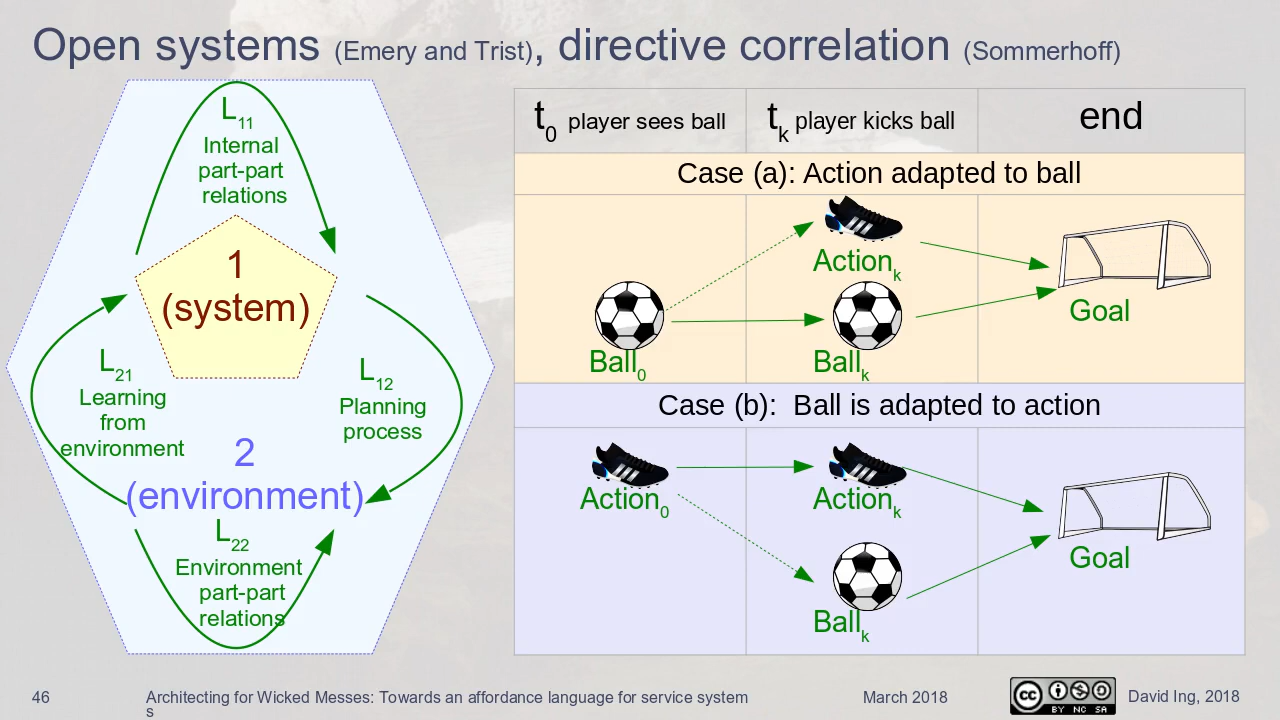 Open systems (Emery and Trist), directive correlation (Sommerhoff)
L11
Internal
part-part
relations
1
(system)
L21
Learning
from
environment
L12
Planning
process
2
(environment)
L22
Environment
part-part
relations
t0 player sees ball
tk player kicks ball
end
Case (a): Action adapted to ball
Actionk
Ball0
Ballk
Goal
Case (b): Ball is adapted to action
Action0
Actionk
Ballk
Goal
46
Architecting for Wicked Messes: Towards an affordance language for service system
s
March 2018
cc
BY NC SA
David Ing, 2018